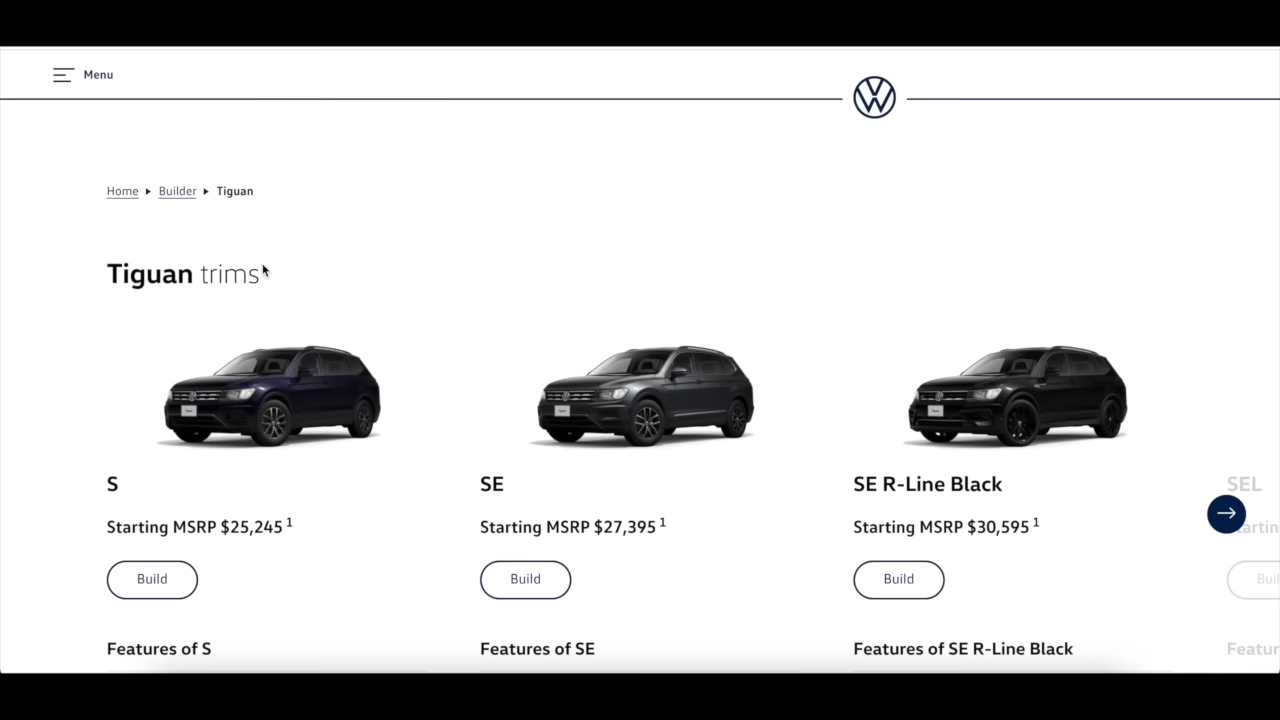 Menu
Home ▸ Builder ▸ Tiguan
Tiguan trims
S
Starting MSRP $25,245 1
Build
Features of S
SE
Starting MSRP $27,395 1
Build
Features of SE
SE R-Line Black
Starting MSRP $30,595 1
Build
Features of SE R-Line Black
SEL